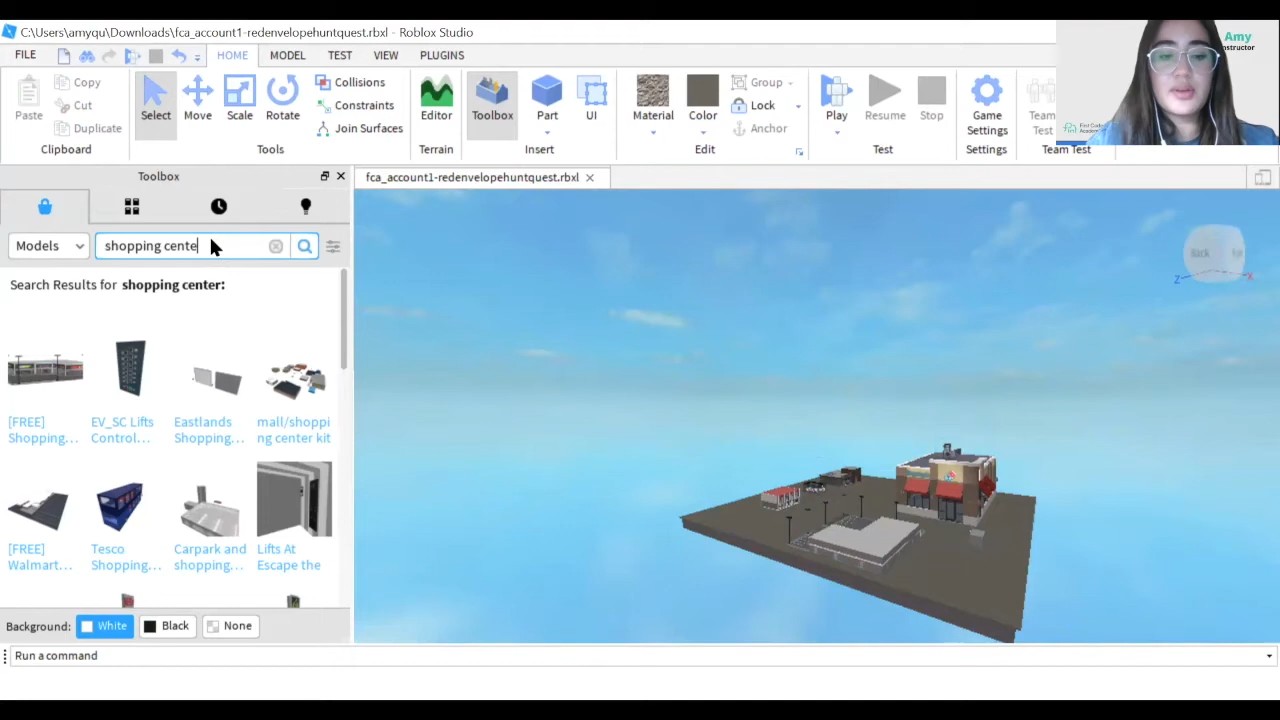 C:\Users\amyqu\Downloads\fca_account1-redenvelopehuntquest.rbxl - Roblox Studio
Amy
FILE HOME MODEL TEST VIEW PLUGINS
Paste Copy Cut Duplicate
Clipboard
Select Move Scale Rotate Collisions Constraints Join Surfaces
Tools
Editor
Terrain
Toolbox Part UI
Insert
Material Color Group Lock Anchor
Edit
Play Resume Stop
Test
Game Settings
Settings
Team Test
Team Test
Toolbox
fca_account1-redenvelopehuntquest.rbxl
Models shopping cente
Search Results for shopping center:
[FREE] Shopping...
EV_SC Lifts Control...
Eastlands Shopping...
mall/shopping center kit
[FREE] Walmart...
Tesco Shopping...
Carpark and shopping...
Lifts At Escape the
Background: White Black None
Back
Z
X
Run a command